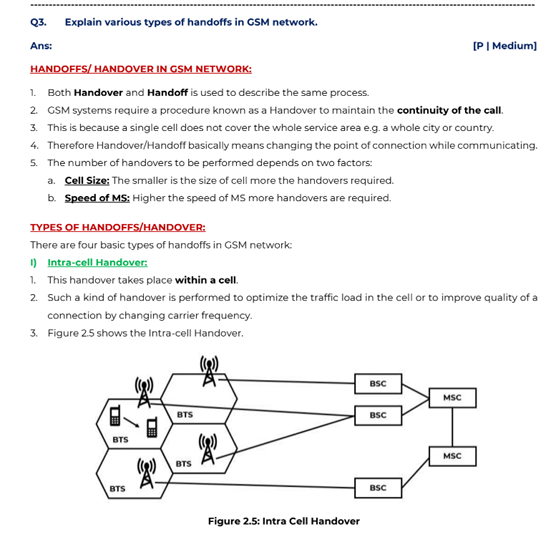 Q3. Explain various types of handoffs in GSM network.
Ans: [P | Medium]
HANDOFFS/ HANDOVER IN GSM NETWORK:
1. Both Handover and Handoff is used to describe the same process.
2. GSM systems require a procedure known as a Handover to maintain the continuity of the call.
3. This is because a single cell does not cover the whole service area e.g. a whole city or country.
4. Therefore Handover/Handoff basically means changing the point of connection while communicating.
5. The number of handovers to be performed depends on two factors:
a. Cell Size: The smaller is the size of cell more the handovers required.
b. Speed of MS: Higher the speed of MS more handovers are required.
TYPES OF HANDOFFS/HANDOVER:
There are four basic types of handoffs in GSM network:
I) Intra-cell Handover:
1. This handover takes place within a cell.
2. Such a kind of handover is performed to optimize the traffic load in the cell or to improve quality of a
connection by changing carrier frequency.
3. Figure 2.5 shows the Intra-cell Handover.
BSC
MSC
BTS
BSC
BTS
MSC
BTS
BTS
BSC
Figure 2.5: Intra Cell Handover